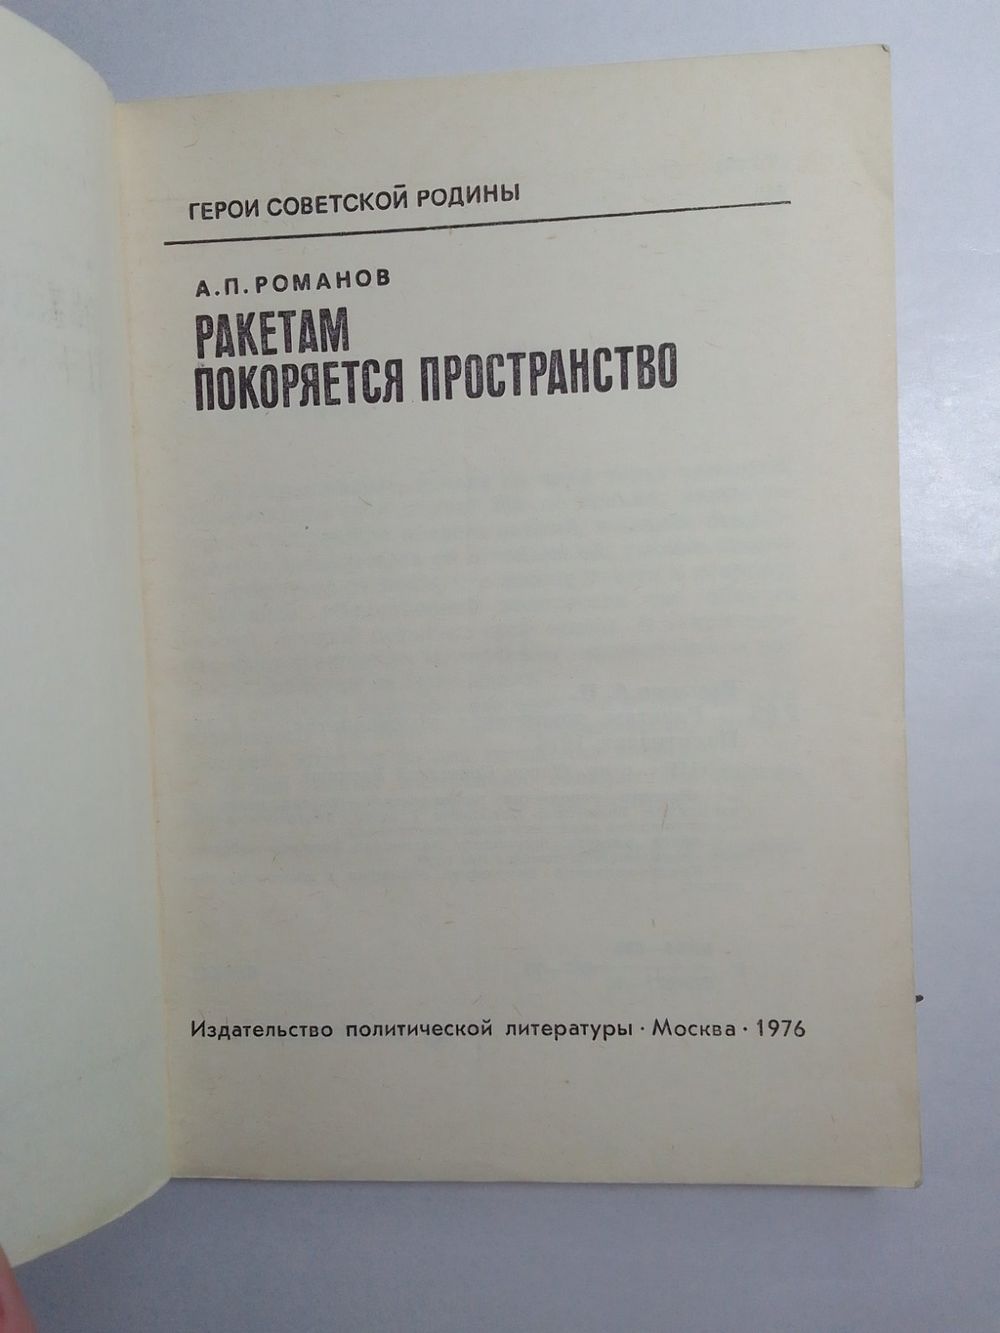 ГЕРОИ СОВЕТСКОЙ РОДИНЫ
А.П. РОМАНОВ
РАКЕТАМ
ПОКОРЯЕТСЯ ПРОСТРАНСТВО
Издательство политической литературы · Москва · 1976